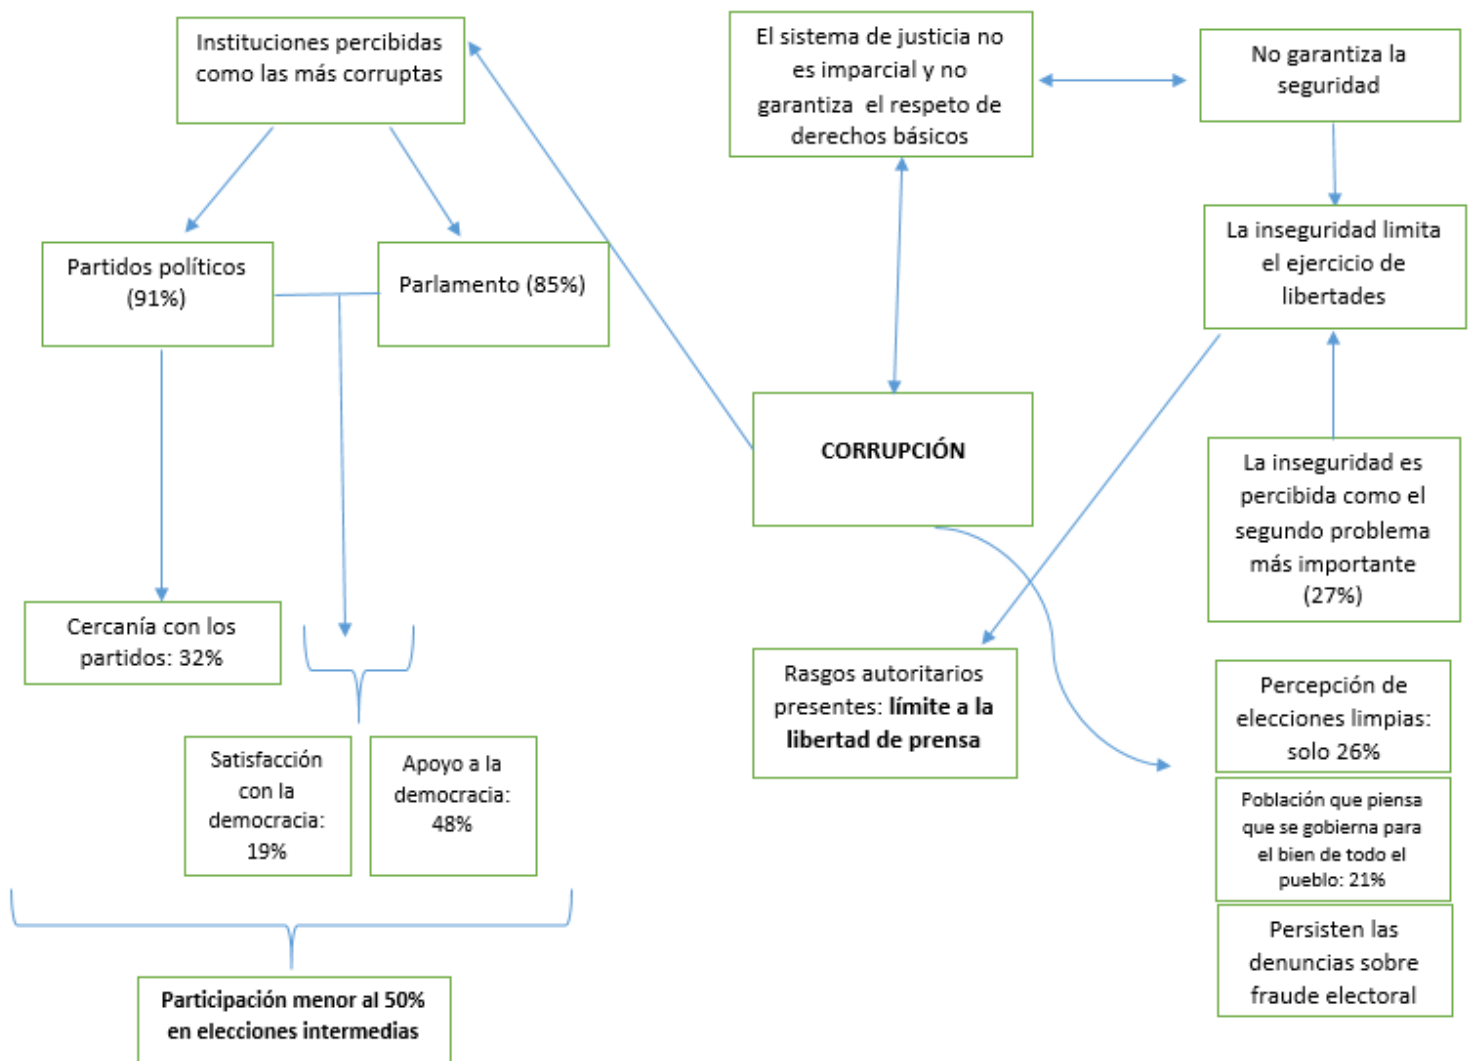 Instituciones percibidas
como las más corruptas
El sistema de justicia no
es imparcial y no
garantiza el respeto de
derechos básicos
No garantiza la
seguridad
Partidos políticos
(91%)
Parlamento (85%)
La inseguridad limita
el ejercicio de
libertades
CORRUPCIÓN
La inseguridad es
percibida como el
segundo problema
más importante
(27%)
Cercanía con los
partidos: 32%
Rasgos autoritarios
presentes: límite a la
libertad de prensa
Percepción de
elecciones limpias:
solo 26%
Satisfacción
con la
democracia:
19%
Apoyo a la
democracia:
48%
Población que piensa
que se gobierna para
el bien de todo el
pueblo: 21%
Persisten las
denuncias sobre
fraude electoral
Participación menor al 50%
en elecciones intermedias